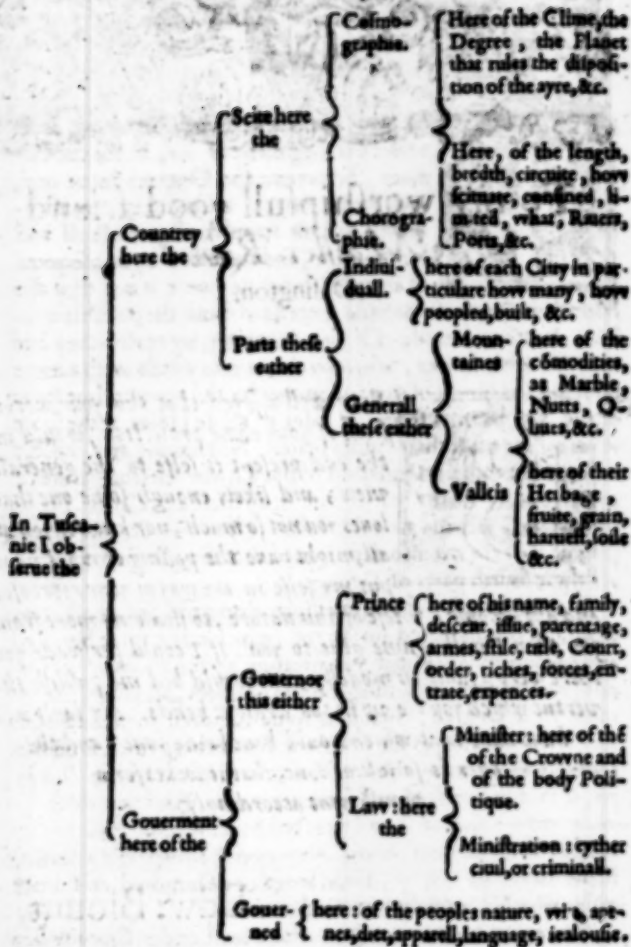 In Tusca-
nie I ob-
serue the
Countrey
here the
Scite here
the
Cosmo-
graphie.
Here of the Clime, the
Degree, the Planet
that rules the disposi-
tion of the ayre, &c.
Chorogra-
phie.
Here, of the length,
bredth, circuite, how
scituate, confined, li-
mited, what, Riuers,
Ports, &c.
Parts these
either
Indiui-
duall.
here of each Citty in par-
ticulare how many, how
peopled, built, &c.
Generall
these either
Moun-
taines
here of the
cōmodities,
as Marble,
Nutts, O-
liues, &c.
Valleis
here of their
Herbage,
fruite, grain,
haruest, soile
&c.
Gouerment
here of the
Gouernor
this either
Prince
here of his name, family,
descent, issue, parentage,
armes, stile, title, Court,
order, riches, forces, en-
trate, expences.
Law: here
the
Minister: here of thē
of the Crowne and
of the body Poli-
tique.
Ministration: eyther
ciuil, or criminall.
Gouer-
ned
here: of the peoples nature,
diet, apparell, language, iealousie.